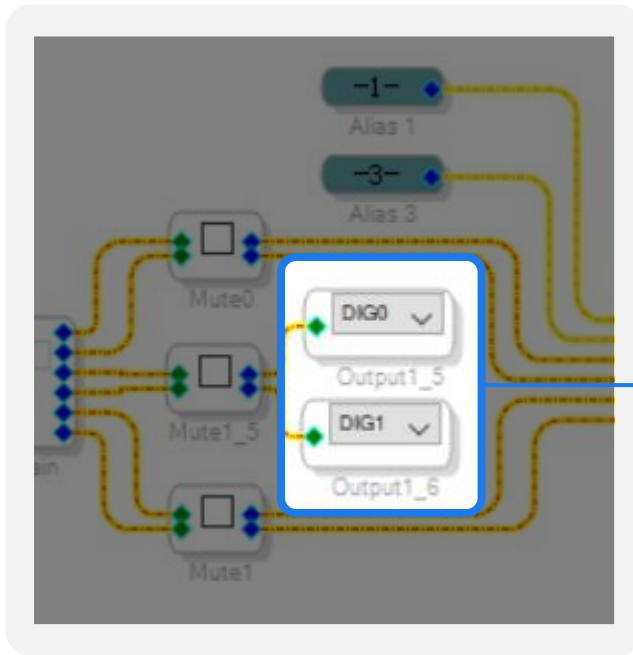 -1-
Alias 1
-3-
Alias 3
Mute0
DIG0
Output1_5
Mute1_5
DIG1
Output1_6
Mute1